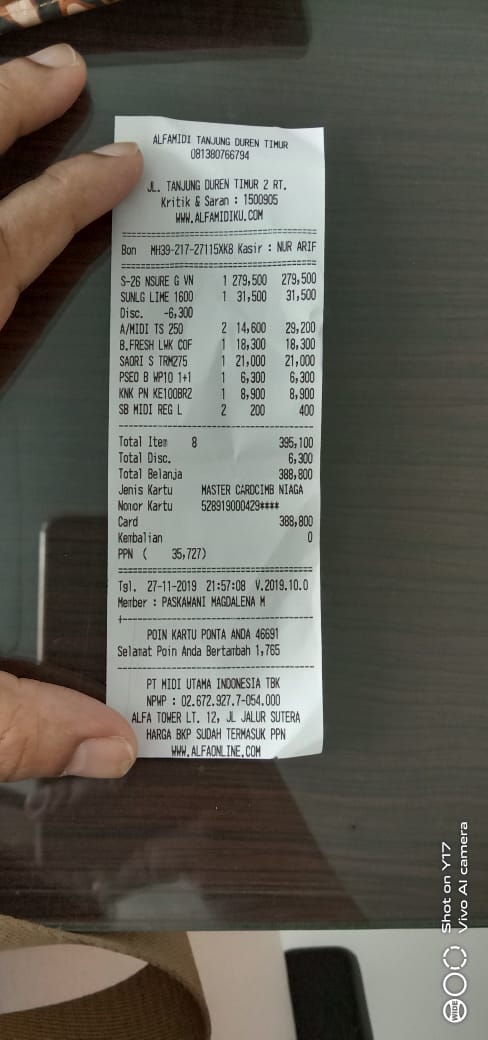 ALFAMIDI TANJUNG DUREN TIMUR
081380766794
JL. TANJUNG DUREN TIMUR 2 RT.
Kritik & Saran : 1500905
WWW.ALFAMIDIKU.COM
Bon MH39-217-27115XK8 Kasir : NUR ARIF
S-26 NSURE G VN 1 279,500 279,500
SUNLG LIME 1600 1 31,500 31,500
Disc. -6,300
A/MIDI TS 250 2 14,600 29,200
B.FRESH LWK COF 1 18,300 18,300
SAORI S TRM275 1 21,000 21,000
PSEO B WP10 1+1 1 6,300 6,300
KNK PN KE100BR2 1 8,900 8,900
SB MIDI REG L 2 200 400
Total Item 8 395,100
Total Disc. 6,300
Total Belanja 388,800
Jenis Kartu MASTER CARDCIMB NIAGA
Nomor Kartu 528919000429****
Card 388,800
Kembalian 0
PPN ( 35,727)
Tgl. 27-11-2019 21:57:08 V.2019.10.0
Member : PASKAWANI MAGDALENA M
POIN KARTU PONTA ANDA 46691
Selamat Poin Anda Bertambah 1,765
PT MIDI UTAMA INDONESIA TBK
NPWP : 02.672.927.7-054.000
ALFA TOWER LT. 12, JL JALUR SUTERA
HARGA BKP SUDAH TERMASUK PPN
WWW.ALFAONLINE.COM
Shot on Y17
Vivo AI camera